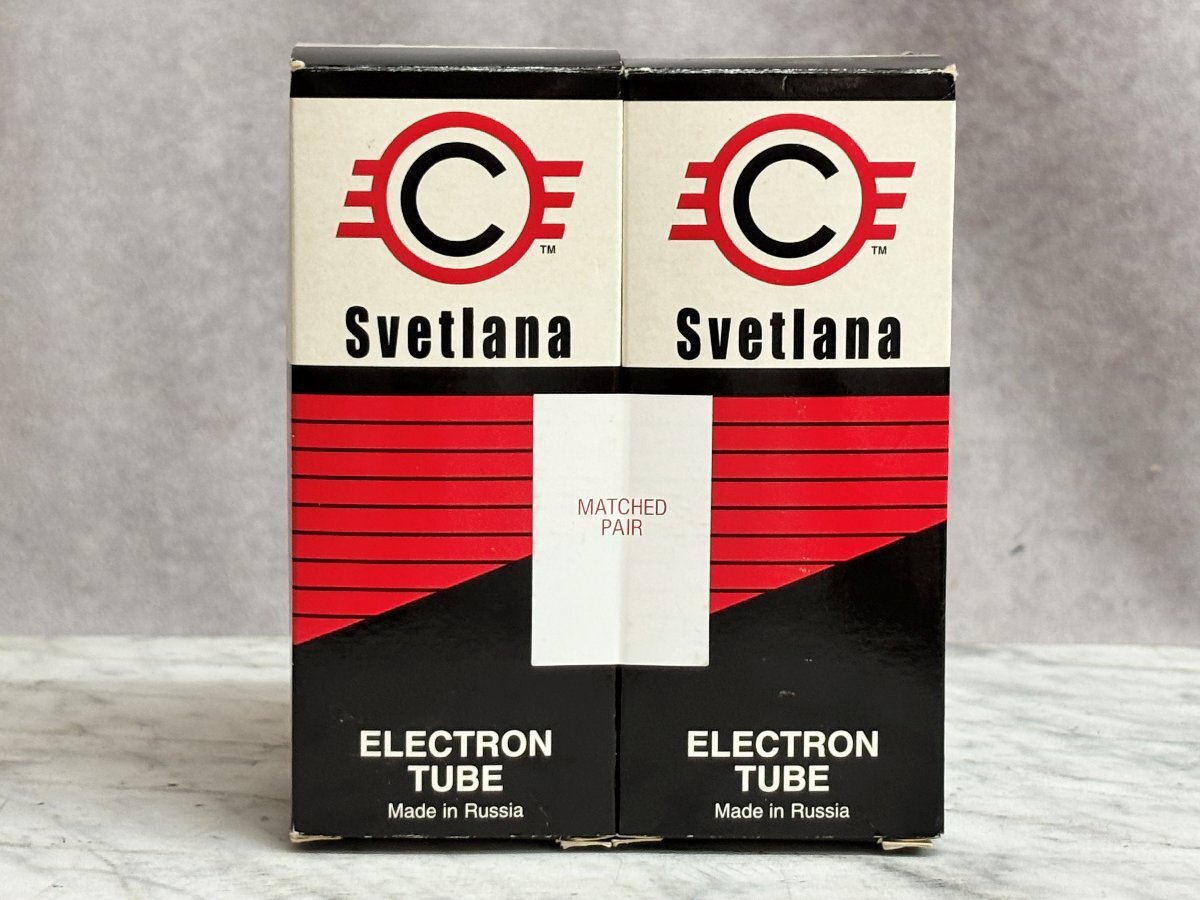 C
TM
Svetlana
C
TM
Svetlana
MATCHED
PAIR
ELECTRON
TUBE
Made in Russia
ELECTRON
TUBE
Made in Russia